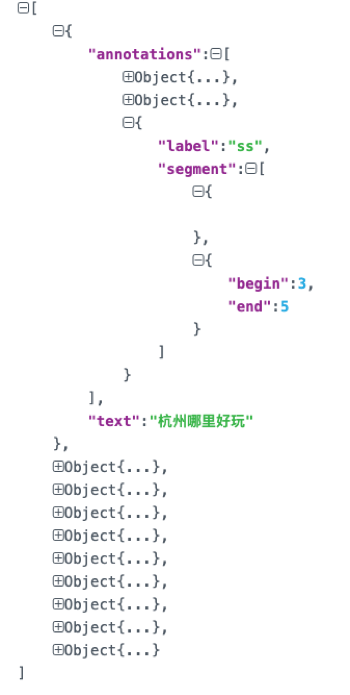 [
{
"annotations":[
Object{...},
Object{...},
{
"label":"ss",
"segment":[
{
},
{
"begin":3,
"end":5
}
]
}
],
"text":"杭州哪里好玩"
},
Object{...},
Object{...},
Object{...},
Object{...},
Object{...},
Object{...},
Object{...},
Object{...},
Object{...}
]